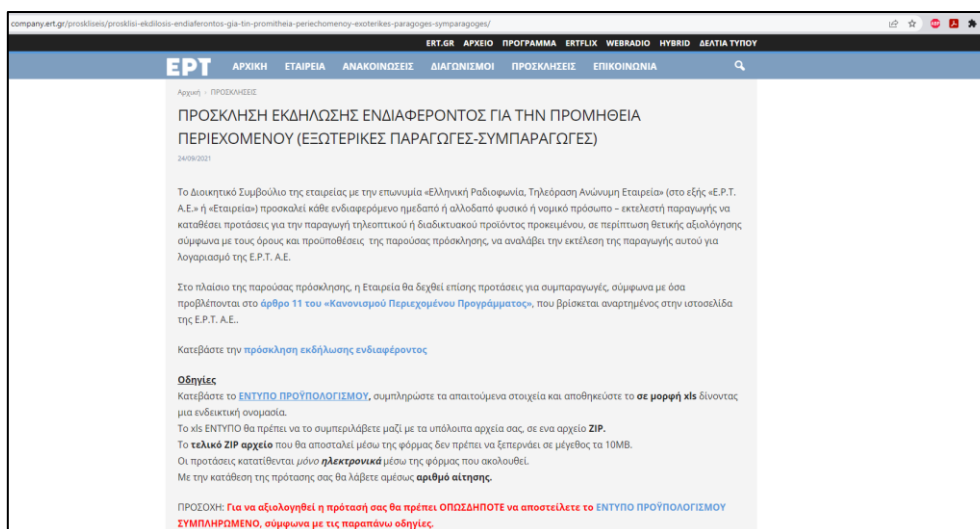 company.ert.gr/proskliseis/prosklisi-ekdilosis-endiaferontos-gia-tin-promitheia-periechomenoy-exoterikes-paragoges-symparagoges/
ERT.GR ΑΡΧΕΙΟ ΠΡΟΓΡΑΜΜΑ ERTFLIX WEBRADIO HYBRID ΔΕΛΤΙΑ ΤΥΠΟΥ
ΕΡΤ ΑΡΧΙΚΗ ΕΤΑΙΡΕΙΑ ΑΝΑΚΟΙΝΩΣΕΙΣ ΔΙΑΓΩΝΙΣΜΟΙ ΠΡΟΣΚΛΗΣΕΙΣ ΕΠΙΚΟΙΝΩΝΙΑ
Αρχική › ΠΡΟΣΚΛΗΣΕΙΣ
ΠΡΟΣΚΛΗΣΗ ΕΚΔΗΛΩΣΗΣ ΕΝΔΙΑΦΕΡΟΝΤΟΣ ΓΙΑ ΤΗΝ ΠΡΟΜΗΘΕΙΑ
ΠΕΡΙΕΧΟΜΕΝΟΥ (ΕΞΩΤΕΡΙΚΕΣ ΠΑΡΑΓΩΓΕΣ-ΣΥΜΠΑΡΑΓΩΓΕΣ)
24/09/2021
Το Διοικητικό Συμβούλιο της εταιρείας με την επωνυμία «Ελληνική Ραδιοφωνία, Τηλεόραση Ανώνυμη Εταιρεία» (στο εξής «Ε.Ρ.Τ.
Α.Ε.» ή «Εταιρεία») προσκαλεί κάθε ενδιαφερόμενο ημεδαπό ή αλλοδαπό φυσικό ή νομικό πρόσωπο – εκτελεστή παραγωγής να
καταθέσει προτάσεις για την παραγωγή τηλεοπτικού ή διαδικτυακού προϊόντος προκειμένου, σε περίπτωση θετικής αξιολόγησης
σύμφωνα με τους όρους και προϋποθέσεις της παρούσας πρόσκλησης, να αναλάβει την εκτέλεση της παραγωγής αυτού για
λογαριασμό της Ε.Ρ.Τ. Α.Ε.
Στο πλαίσιο της παρούσας πρόσκλησης, η Εταιρεία θα δεχθεί επίσης προτάσεις για συμπαραγωγές, σύμφωνα με όσα
προβλέπονται στο άρθρο 11 του «Κανονισμού Περιεχομένου Προγράμματος», που βρίσκεται αναρτημένος στην ιστοσελίδα
της Ε.Ρ.Τ. Α.Ε..
Κατεβάστε την πρόσκληση εκδήλωσης ενδιαφέροντος
Οδηγίες
Κατεβάστε το ΕΝΤΥΠΟ ΠΡΟΫΠΟΛΟΓΙΣΜΟΥ, συμπληρώστε τα απαιτούμενα στοιχεία και αποθηκεύστε το σε μορφή xls δίνοντας
μια ενδεικτική ονομασία.
Το xls ΕΝΤΥΠΟ θα πρέπει να το συμπεριλάβετε μαζί με τα υπόλοιπα αρχεία σας, σε ενα αρχείο ZIP.
Το τελικό ZIP αρχείο που θα αποσταλεί μέσω της φόρμας δεν πρέπει να ξεπερνάει σε μέγεθος τα 10MB.
Οι προτάσεις κατατίθενται μόνο ηλεκτρονικά μέσω της φόρμας που ακολουθεί.
Με την κατάθεση της πρότασης σας θα λάβετε αμέσως αριθμό αίτησης.
ΠΡΟΣΟΧΗ: Για να αξιολογηθεί η πρότασή σας θα πρέπει ΟΠΩΣΔΗΠΟΤΕ να αποστείλετε το ΕΝΤΥΠΟ ΠΡΟΫΠΟΛΟΓΙΣΜΟΥ
ΣΥΜΠΛΗΡΩΜΕΝΟ, σύμφωνα με τις παραπάνω οδηγίες.